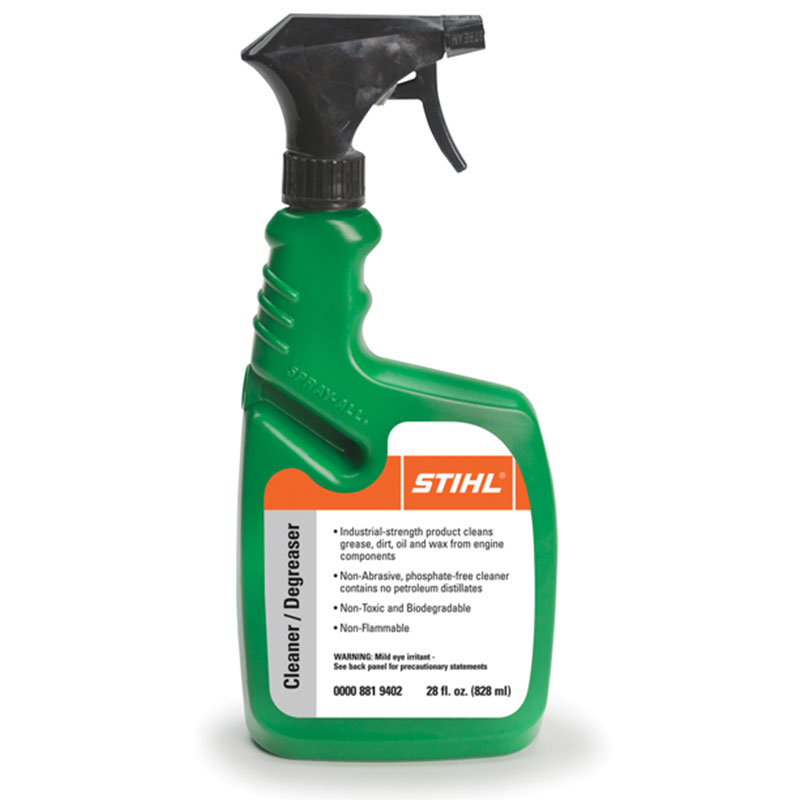 STREAM
SPRAY-ALL®
STIHL®
Cleaner / Degreaser
• Industrial-strength product cleans
grease, dirt, oil and wax from engine
components
• Non-Abrasive, phosphate-free cleaner
contains no petroleum distillates
• Non-Toxic and Biodegradable
• Non-Flammable
WARNING: Mild eye irritant -
See back panel for precautionary statements
0000 881 9402 28 fl. oz. (828 ml)